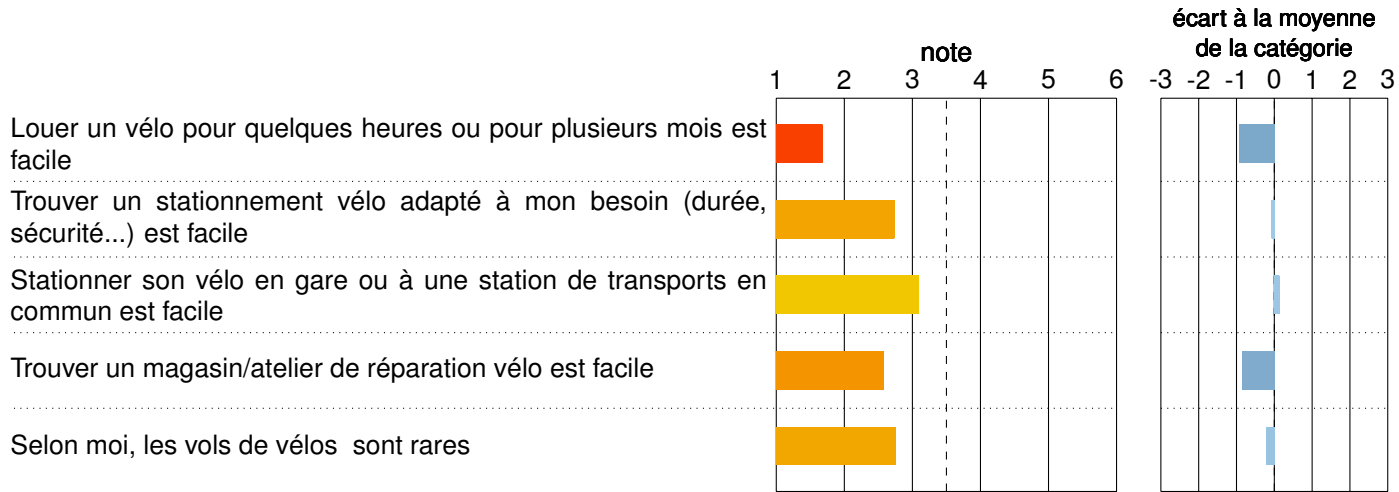 écart à la moyenne
de la catégorie
note
1 2 3 4 5 6
-3 -2 -1 0 1 2 3
Louer un vélo pour quelques heures ou pour plusieurs mois est
facile
Trouver un stationnement vélo adapté à mon besoin (durée,
sécurité...) est facile
Stationner son vélo en gare ou à une station de transports en
commun est facile
Trouver un magasin/atelier de réparation vélo est facile
Selon moi, les vols de vélos sont rares